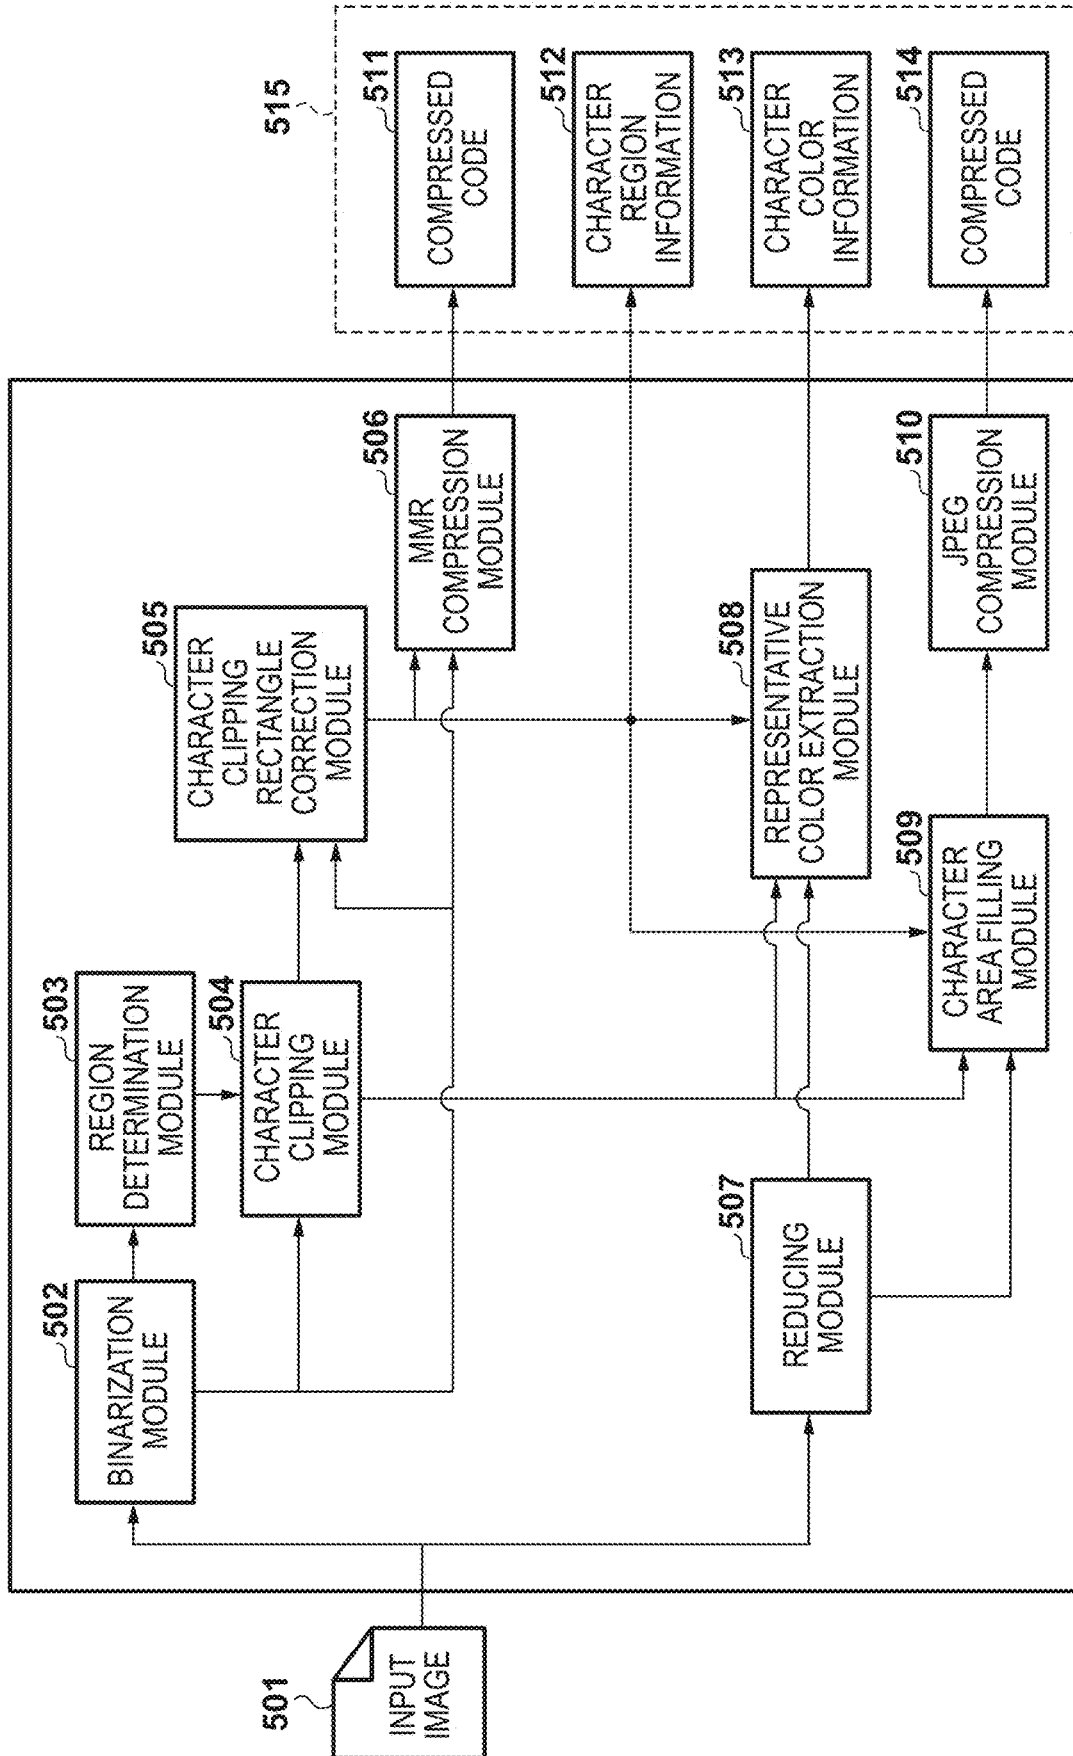 501
INPUT
IMAGE
502
BINARIZATION
MODULE
503
REGION
DETERMINATION
MODULE
504
CHARACTER
CLIPPING
MODULE
505
CHARACTER
CLIPPING
RECTANGLE
CORRECTION
MODULE
506
MMR
COMPRESSION
MODULE
507
REDUCING
MODULE
508
REPRESENTATIVE
COLOR EXTRACTION
MODULE
509
CHARACTER
AREA FILLING
MODULE
510
JPEG
COMPRESSION
MODULE
515
511
COMPRESSED
CODE
512
CHARACTER
REGION
INFORMATION
513
CHARACTER
COLOR
INFORMATION
514
COMPRESSED
CODE